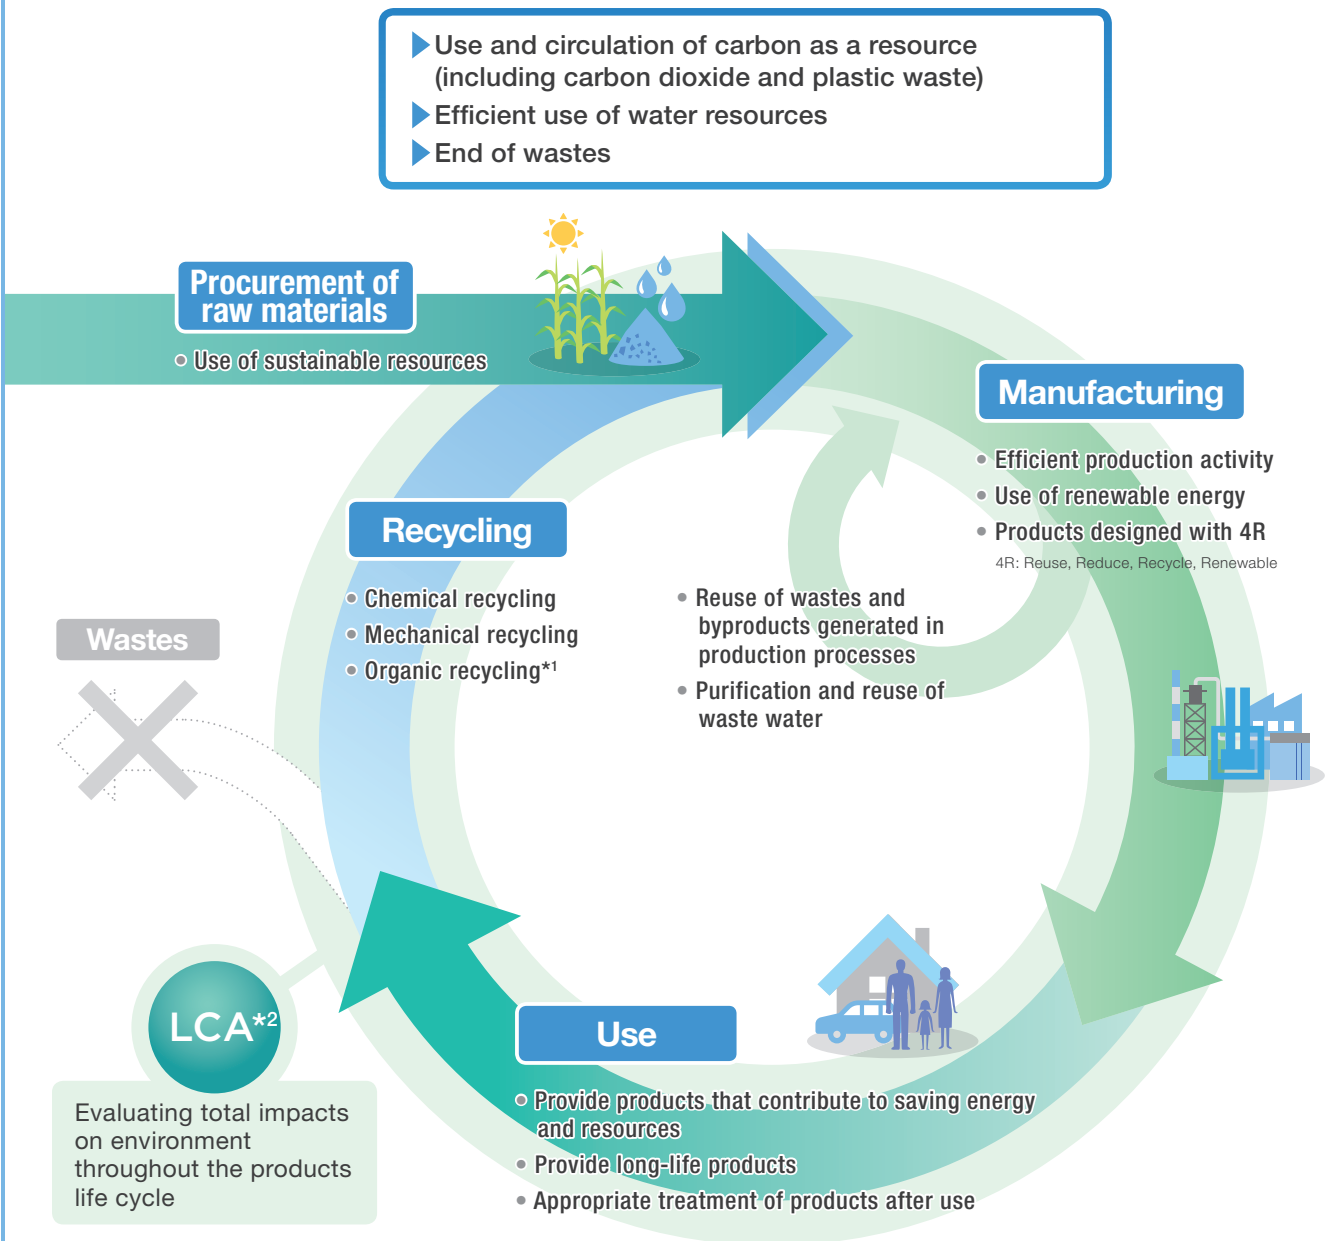 Use and circulation of carbon as a resource
(including carbon dioxide and plastic waste)
Efficient use of water resources
End of wastes
Procurement of
raw materials
• Use of sustainable resources
Manufacturing
• Efficient production activity
• Use of renewable energy
• Products designed with 4R
4R: Reuse, Reduce, Recycle, Renewable
Recycling
• Chemical recycling
• Mechanical recycling
• Organic recycling*1
• Reuse of wastes and
byproducts generated in
production processes
• Purification and reuse of
waste water
Wastes
LCA*2
Evaluating total impacts
on environment
throughout the products
life cycle
Use
• Provide products that contribute to saving energy
and resources
• Provide long-life products
• Appropriate treatment of products after use